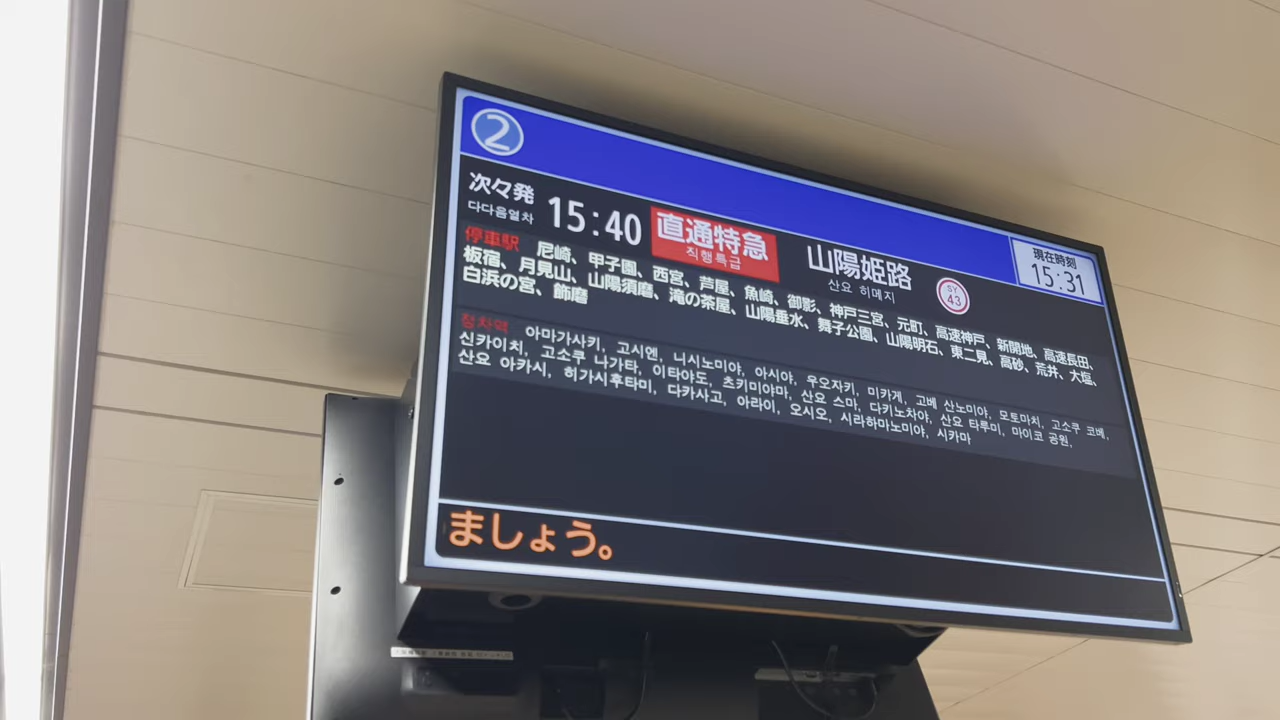 ②
現在時刻
15:31
次々発
다다음열차
15:40
直通特急
직행특급
山陽姫路
산요 히메지
SY
43
停車駅 尼崎、甲子園、西宮、芦屋、魚崎、御影、神戸三宮、元町、高速神戸、新開地、高速長田、
板宿、月見山、山陽須磨、滝の茶屋、山陽垂水、舞子公園、山陽明石、東二見、高砂、荒井、大塩、
白浜の宮、飾磨
정차역 아마가사키, 고시엔, 니시노미야, 아시야, 우오자키, 미카게, 고베 산노미야, 모토마치, 고소쿠 코베,
신카이치, 고소쿠 나가타, 이타야도, 츠키미야마, 산요 스마, 다키노차야, 산요 타루미, 마이코 공원,
산요 아카시, 히가시후타미, 다카사고, 아라이, 오시오, 시라하마노미야, 시카마
ましょう。